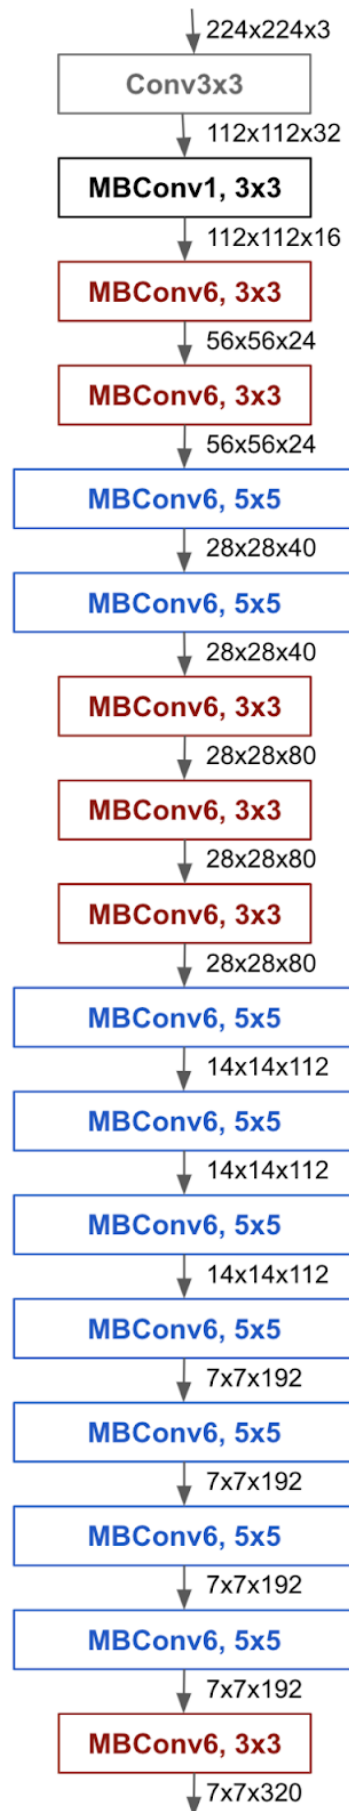 224x224x3
Conv3x3
112x112x32
MBConv1, 3x3
112x112x16
MBConv6, 3x3
56x56x24
MBConv6, 3x3
56x56x24
MBConv6, 5x5
28x28x40
MBConv6, 5x5
28x28x40
MBConv6, 3x3
28x28x80
MBConv6, 3x3
28x28x80
MBConv6, 3x3
28x28x80
MBConv6, 5x5
14x14x112
MBConv6, 5x5
14x14x112
MBConv6, 5x5
14x14x112
MBConv6, 5x5
7x7x192
MBConv6, 5x5
7x7x192
MBConv6, 5x5
7x7x192
MBConv6, 5x5
7x7x192
MBConv6, 3x3
7x7x320